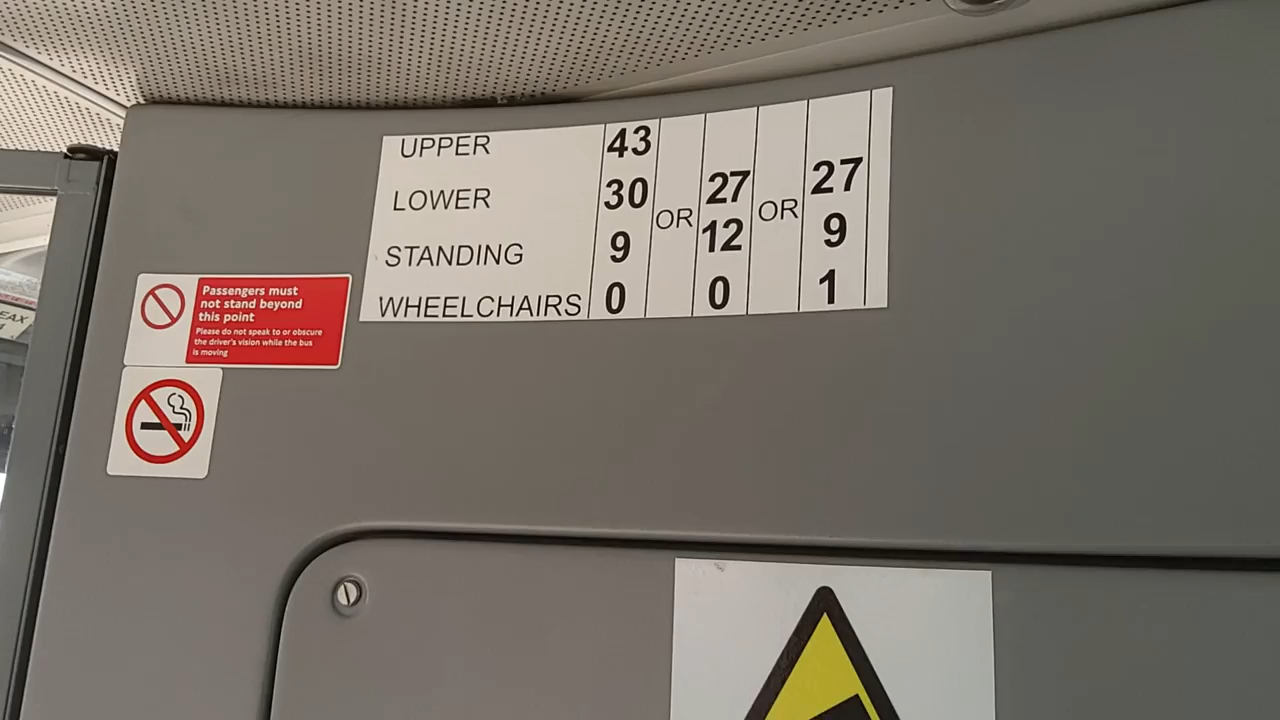 UPPER 43
LOWER 30 OR 27 OR 27
STANDING 9 12 9
WHEELCHAIRS 0 0 1
Passengers must
not stand beyond
this point
Please do not speak to or obscure
the driver's vision while the bus
is moving
EAX